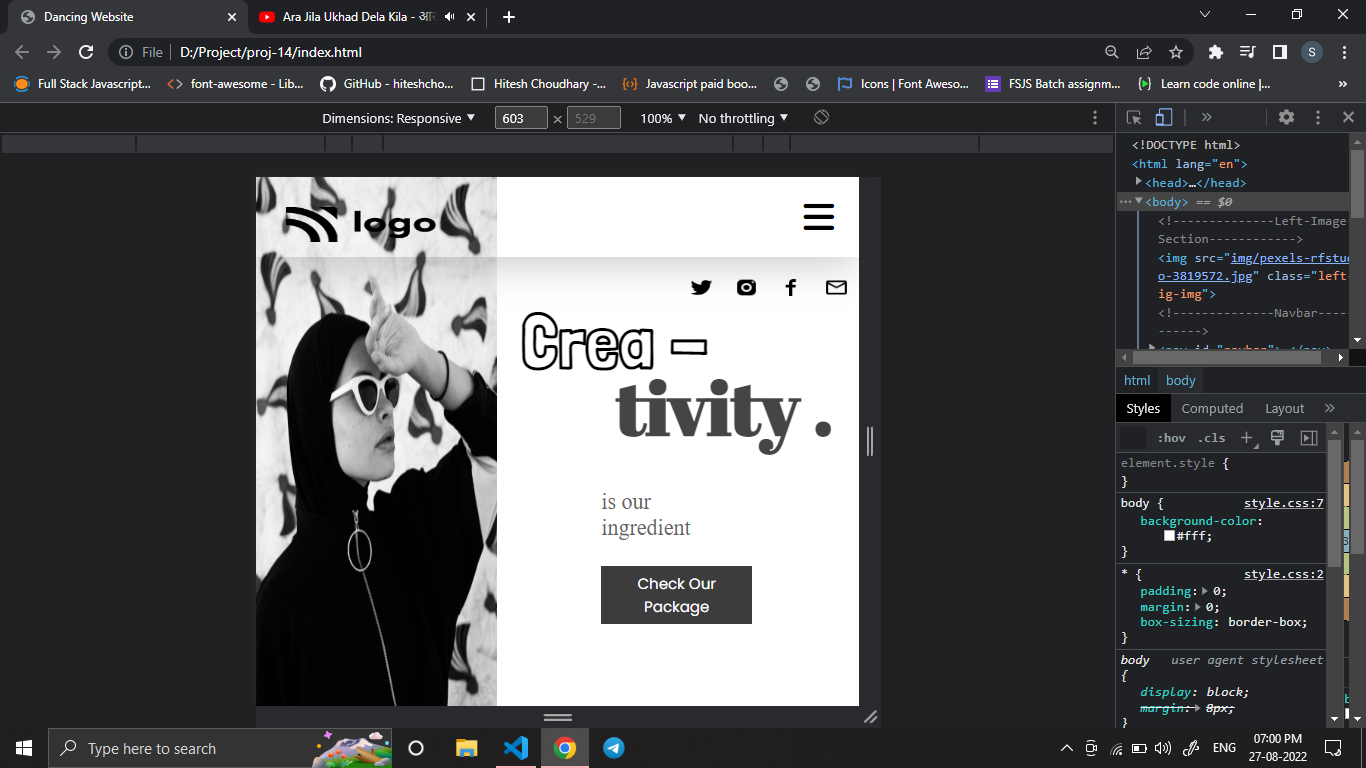 Dancing Website
Ara Jila Ukhad Dela Kila - आर
File
D:/Project/proj-14/index.html
S
Full Stack Javascript...
font-awesome - Lib...
GitHub - hiteshcho...
Hitesh Choudhary -...
Javascript paid boo...
Icons | Font Aweso...
FSJS Batch assignm...
Learn code online |...
»
Dimensions: Responsive
603
×
529
100%
No throttling
»
<!DOCTYPE html>
<html lang="en">
<head>…</head>
<body> == $0
<!--------------Left-Image-
Section------------>
<img src="img/pexels-rfstu
o-3819572.jpg" class="left-
ig-img">
<!--------------Navbar-----
------>
html
body
Styles
Computed
Layout
»
:hov
.cls
element.style {
}
body {
style.css:7
background-color:
#fff;
}
* {
style.css:2
padding: 0;
margin: 0;
box-sizing: border-box;
}
body
user agent stylesheet
{
display: block;
margin: 8px;
}
logo
Crea -
tivity .
is our
ingredient
Check Our
Package
Type here to search
ENG
07:00 PM
27-08-2022